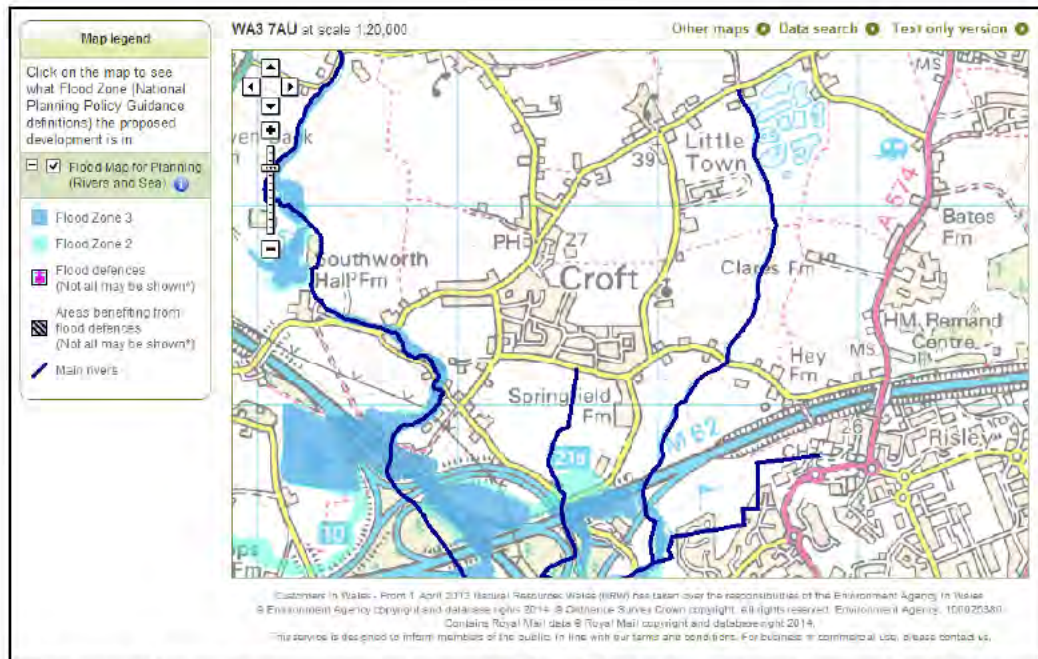 Map legend
Click on the map to see
what Flood Zone (National
Planning Policy Guidance
definitions) the proposed
development is in
Flood Map for Planning
(Rivers and Sea)
Flood Zone 3
Flood Zone 2
Flood defences
(Not all may be shown*)
Areas benefiting from
flood defences
(Not all may be shown*)
Main rivers
WA3 7AU at scale 1:20,000
Other maps Data search Text only version
MS
Little
Town
39
A 574
Bates
Fm
PH
27
Southworth
Hall Fm
Croft
Clares Fm
HM. Remand
Centre
MS
Hey
Fm
Springfield
Fm
M 62
26
Risley
CH
10
Customers in Wales - From 1 April 2013 Natural Resources Wales (NRW) has taken over the responsibilities of the Environment Agency in Wales
© Environment Agency copyright and database rights 2014. © Ordnance Survey Crown copyright. All rights reserved. Environment Agency, 100026380.
Contains Royal Mail data © Royal Mail copyright and database right 2014.
This service is designed to inform members of the public, in line with our terms and conditions. For business or commercial use, please contact us.